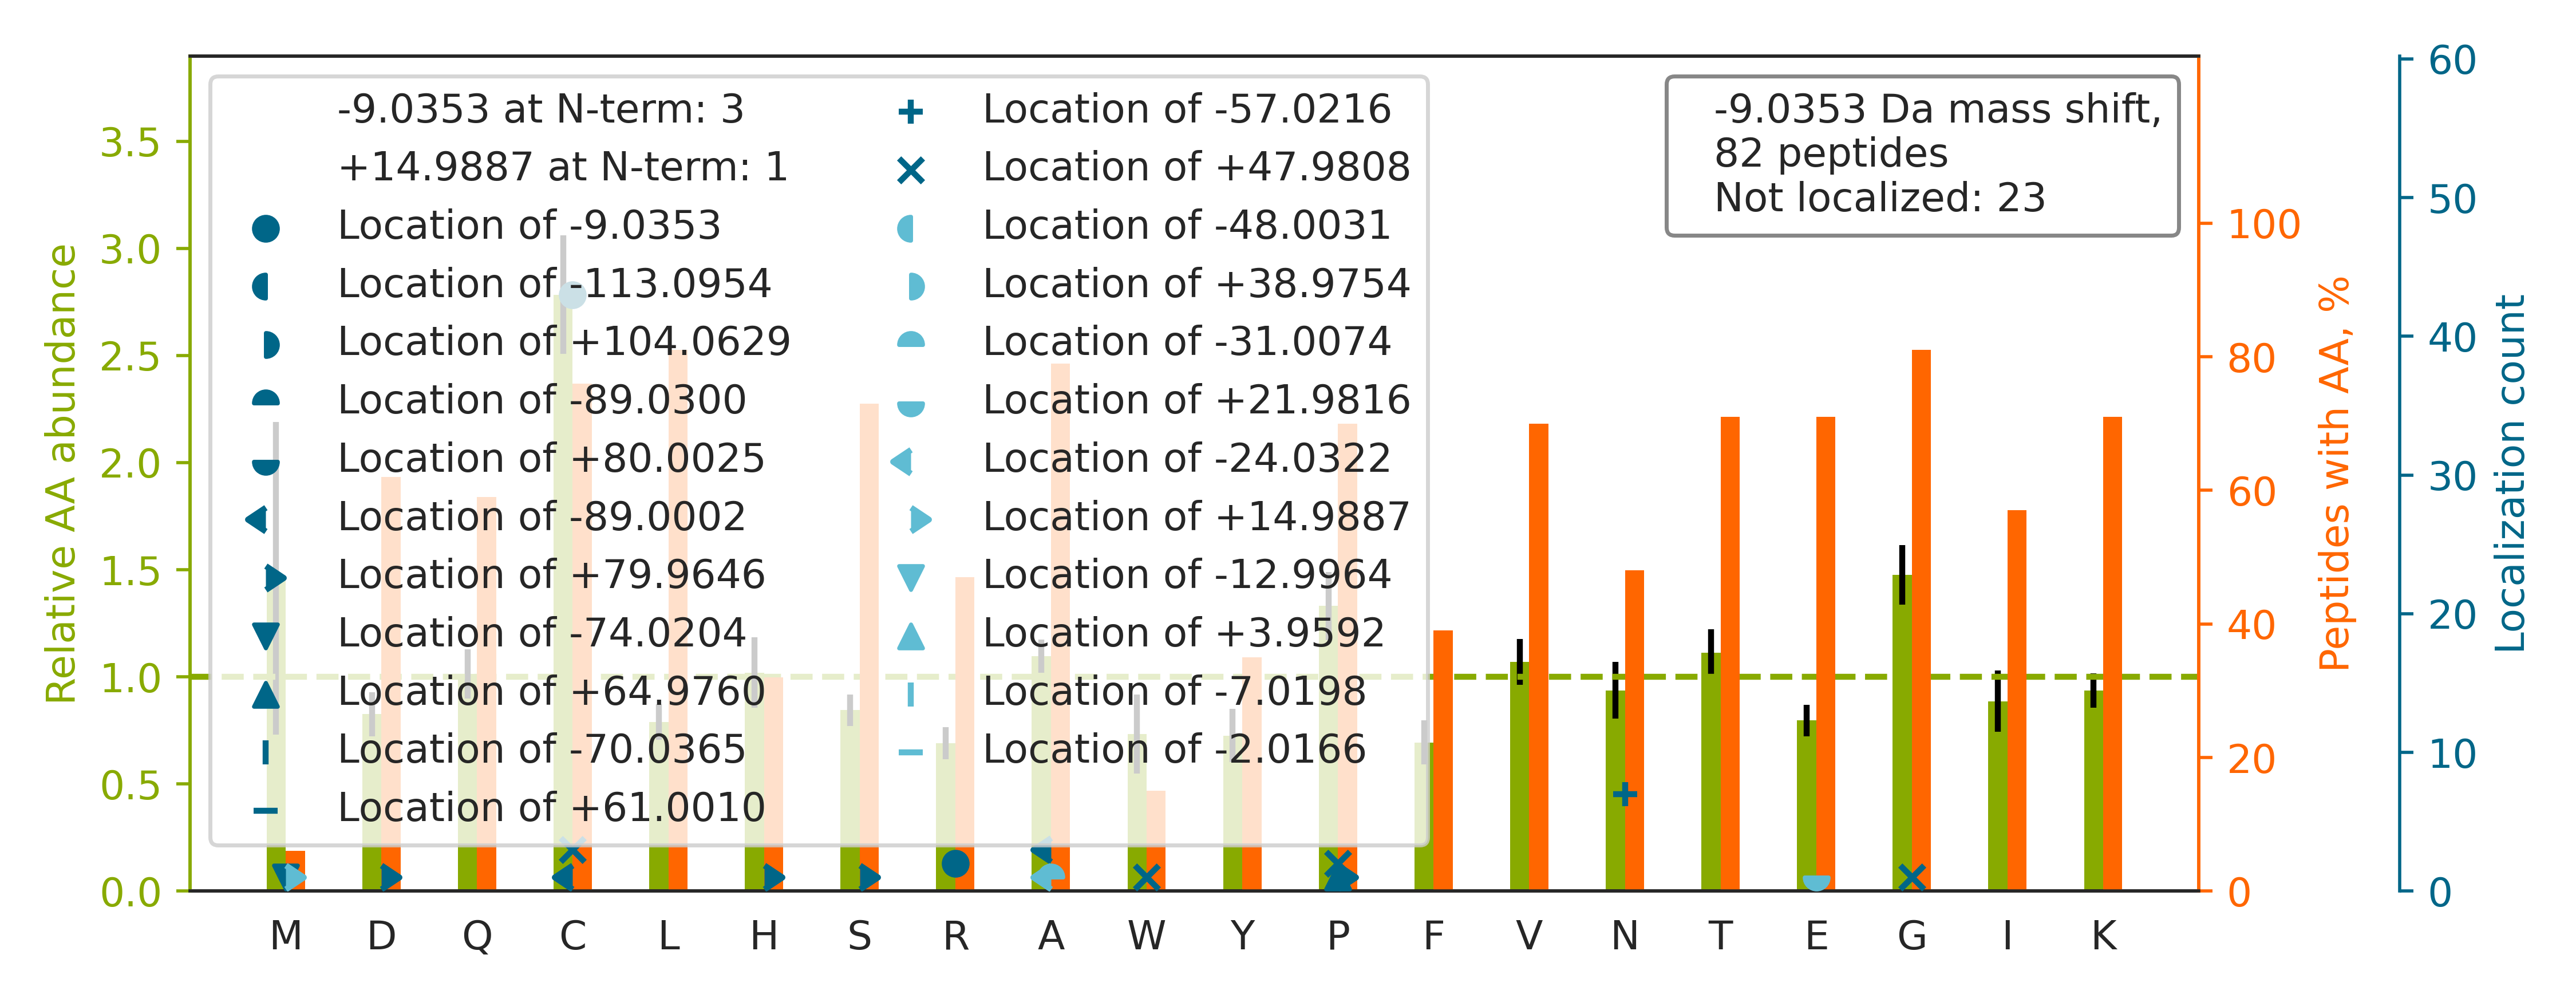 -9.0353 at N-term: 3
+14.9887 at N-term: 1
Location of -9.0353
Location of -113.0954
Location of +104.0629
Location of -89.0300
Location of +80.0025
Location of -89.0002
Location of +79.9646
Location of -74.0204
Location of +64.9760
Location of -70.0365
Location of +61.0010
Location of -57.0216
Location of +47.9808
Location of -48.0031
Location of +38.9754
Location of -31.0074
Location of +21.9816
Location of -24.0322
Location of +14.9887
Location of -12.9964
Location of +3.9592
Location of -7.0198
Location of -2.0166
-9.0353 Da mass shift,
82 peptides
Not localized: 23
Relative AA abundance
3.5
3.0
2.5
2.0
1.5
1.0
0.5
0.0
M D Q C L H S R A W Y P F V N T E G I K
100
80
60
40
20
0
Peptides with AA, %
60
50
40
30
20
10
0
Localization count